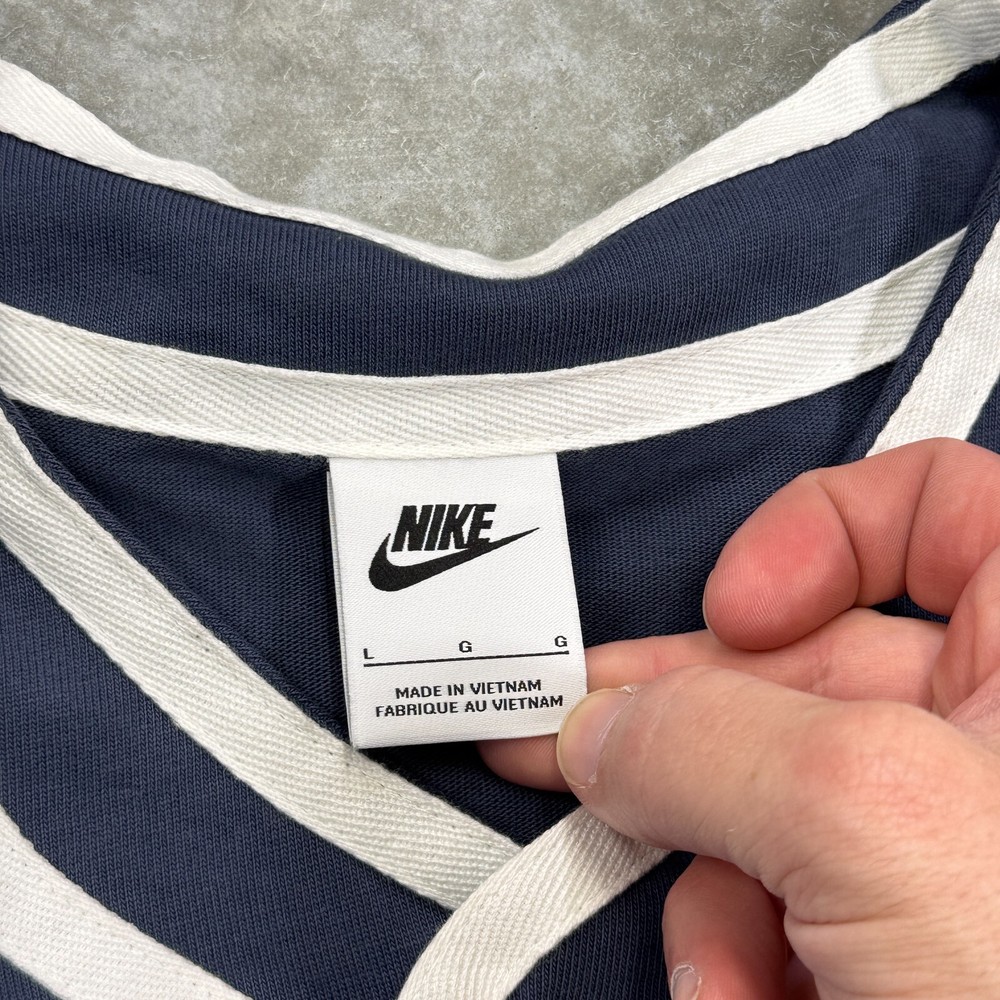 NIKE
L G G
MADE IN VIETNAM
FABRIQUE AU VIETNAM